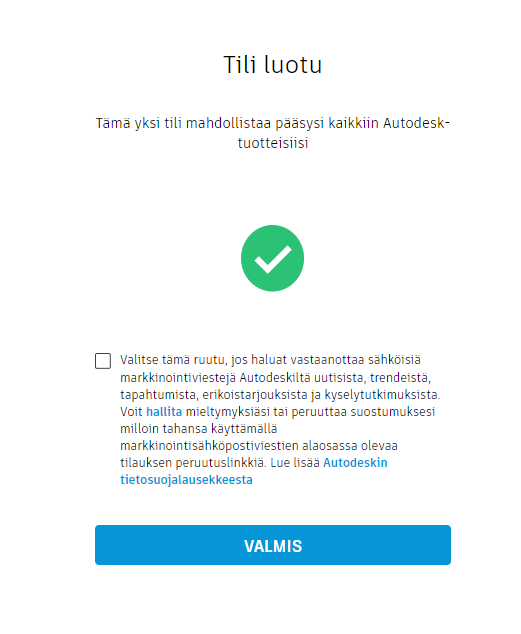 Tili luotu
Tämä yksi tili mahdollistaa pääsysi kaikkiin Autodesk-
tuotteisiisi
Valitse tämä ruutu, jos haluat vastaanottaa sähköisiä
markkinointiviestejä Autodeskiltä uutisista, trendeistä,
tapahtumista, erikoistarjouksista ja kyselytutkimuksista.
Voit hallita mieltymyksiäsi tai peruuttaa suostumuksesi
milloin tahansa käyttämällä
markkinointisähköpostiviestien alaosassa olevaa
tilauksen peruutuslinkkiä. Lue lisää Autodeskin
tietosuojalausekkeesta
VALMIS